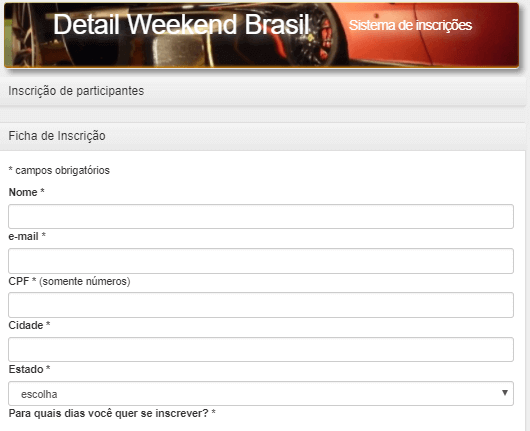 Detail Weekend Brasil
Sistema de inscrições
Inscrição de participantes
Ficha de Inscrição
* campos obrigatórios
Nome *
e-mail *
CPF * (somente números)
Cidade *
Estado *
escolha
Para quais dias você quer se inscrever? *